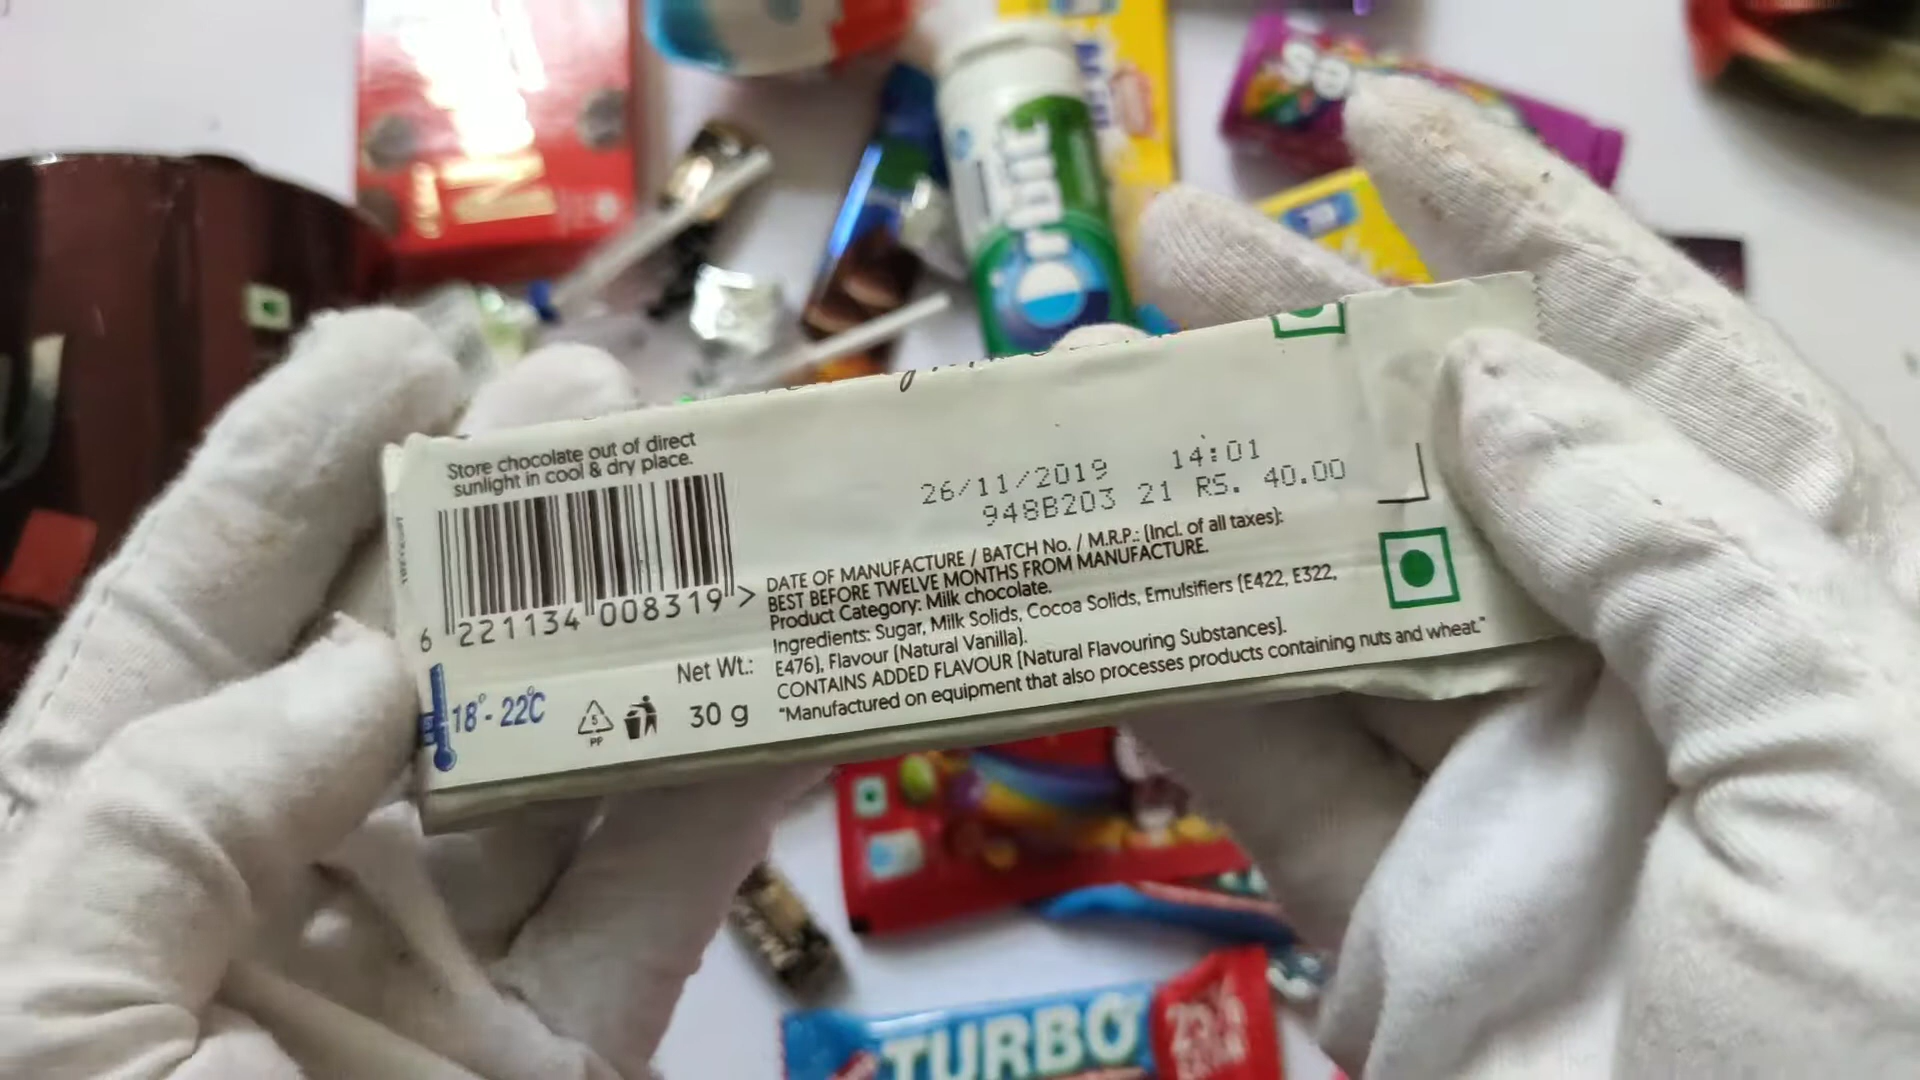 Orbit
Store chocolate out of direct
sunlight in cool & dry place.
26/11/2019 14:01
948B203 21 RS. 40.00
6 221134 008319 >
DATE OF MANUFACTURE / BATCH No. / M.R.P.: (Incl. of all taxes):
BEST BEFORE TWELVE MONTHS FROM MANUFACTURE.
Product Category: Milk chocolate.
Ingredients: Sugar, Milk Solids, Cocoa Solids, Emulsifiers (E422, E322,
E476), Flavour (Natural Vanilla).
CONTAINS ADDED FLAVOUR (Natural Flavouring Substances).
"Manufactured on equipment that also processes products containing nuts and wheat."
Net Wt.:
30 g
18° - 22°C
5
PP
TURBO
25%
EXTRA